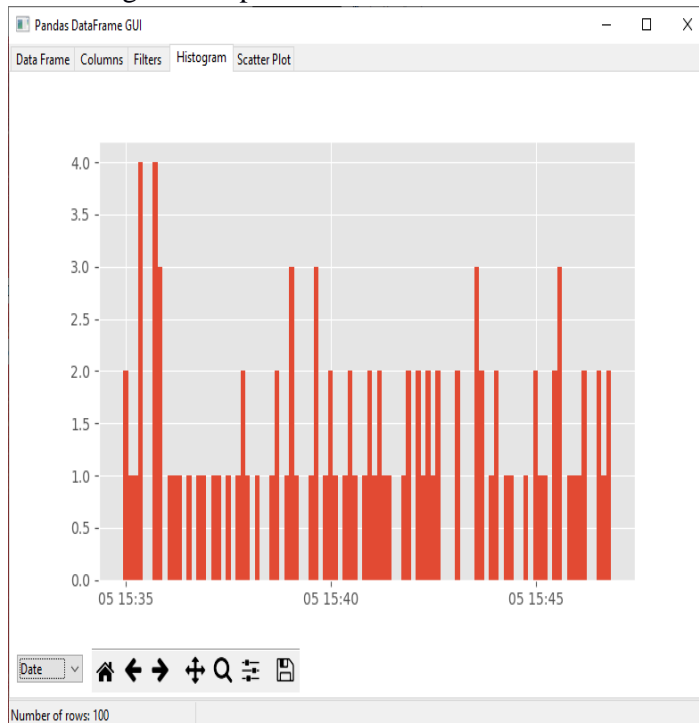 Pandas DataFrame GUI
Data Frame Columns Filters Histogram Scatter Plot
4.0
3.5
3.0
2.5
2.0
1.5
1.0
0.5
0.0
05 15:35 05 15:40 05 15:45
Date
Number of rows: 100